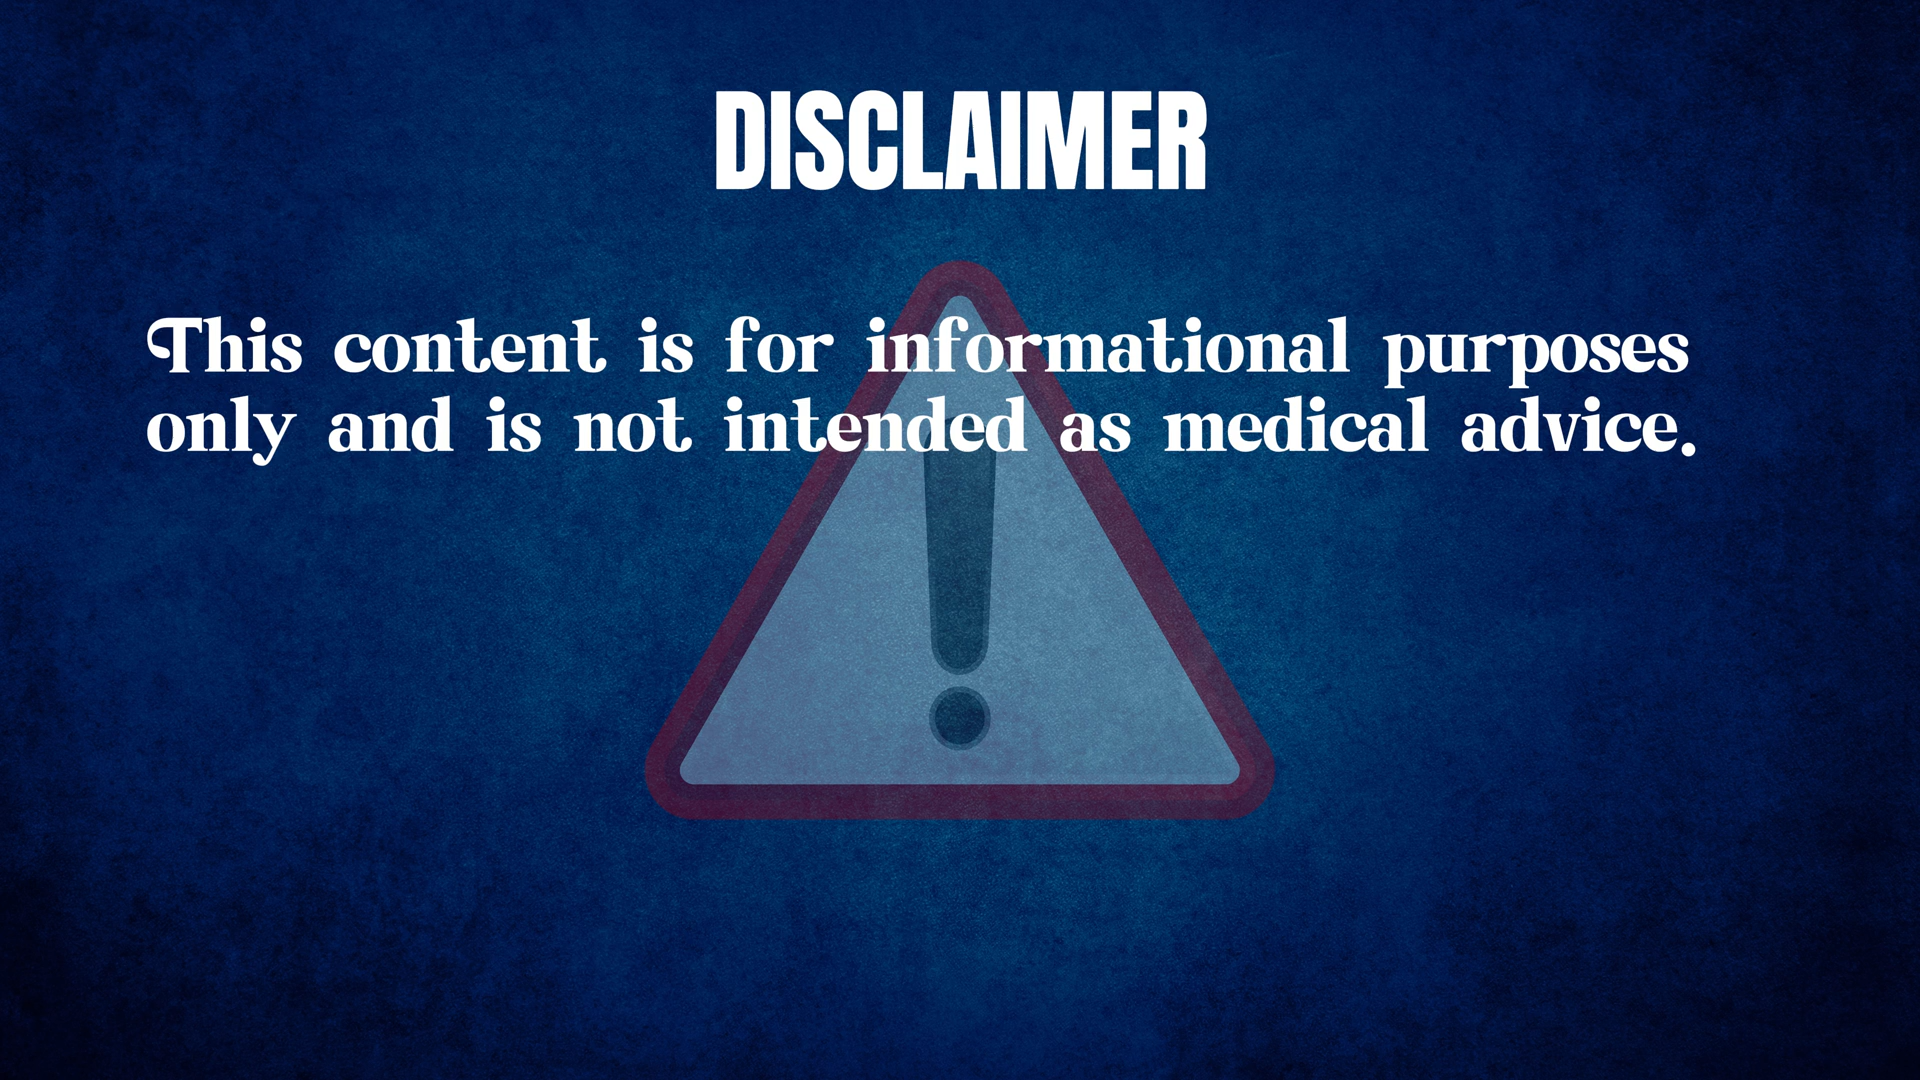 DISCLAIMER
This content is for informational purposes
only and is not intended as medical advice.